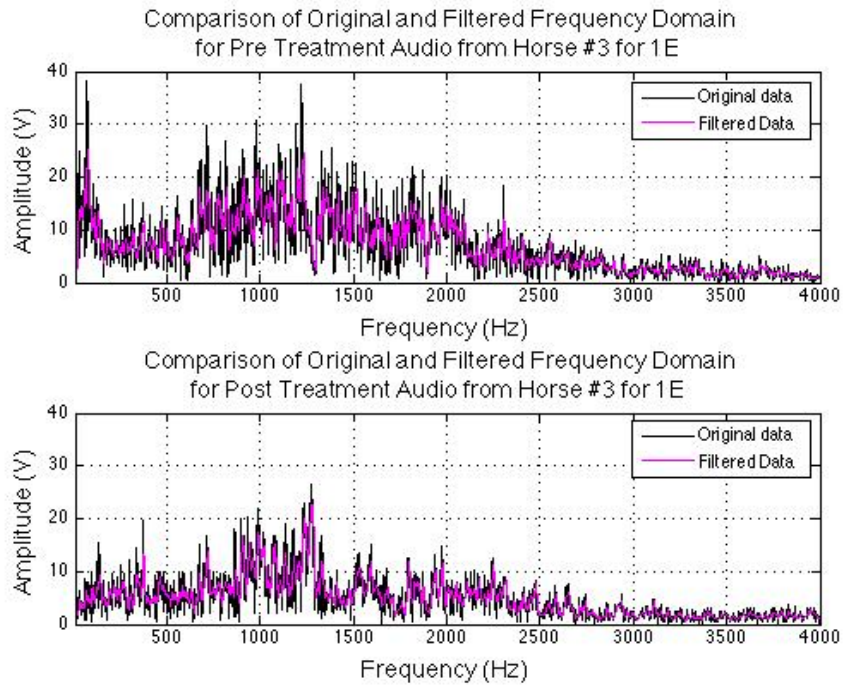 Comparison of Original and Filtered Frequency Domain
for Pre Treatment Audio from Horse #3 for 1E
Amplitude (V)
40
30
20
10
0
Original data
Filtered Data
500 1000 1500 2000 2500 3000 3500 4000
Frequency (Hz)
Comparison of Original and Filtered Frequency Domain
for Post Treatment Audio from Horse #3 for 1E
Amplitude (V)
40
30
20
10
0
Original data
Filtered Data
500 1000 1500 2000 2500 3000 3500 4000
Frequency (Hz)